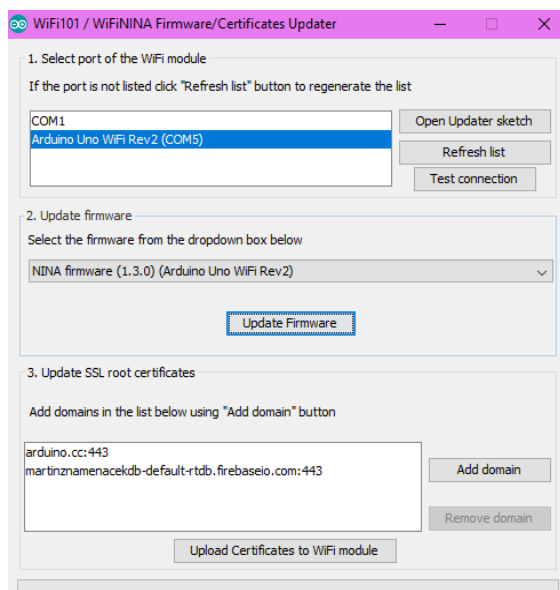 WiFi101 / WiFiNINA Firmware/Certificates Updater
1. Select port of the WiFi module
If the port is not listed click "Refresh list" button to regenerate the list
COM1
Arduino Uno WiFi Rev2 (COM5)
Open Updater sketch
Refresh list
Test connection
2. Update firmware
Select the firmware from the dropdown box below
NINA firmware (1.3.0) (Arduino Uno WiFi Rev2)
Update Firmware
3. Update SSL root certificates
Add domains in the list below using "Add domain" button
arduino.cc:443
martinznamenacekdb-default-rtdb.firebaseio.com:443
Add domain
Remove domain
Upload Certificates to WiFi module